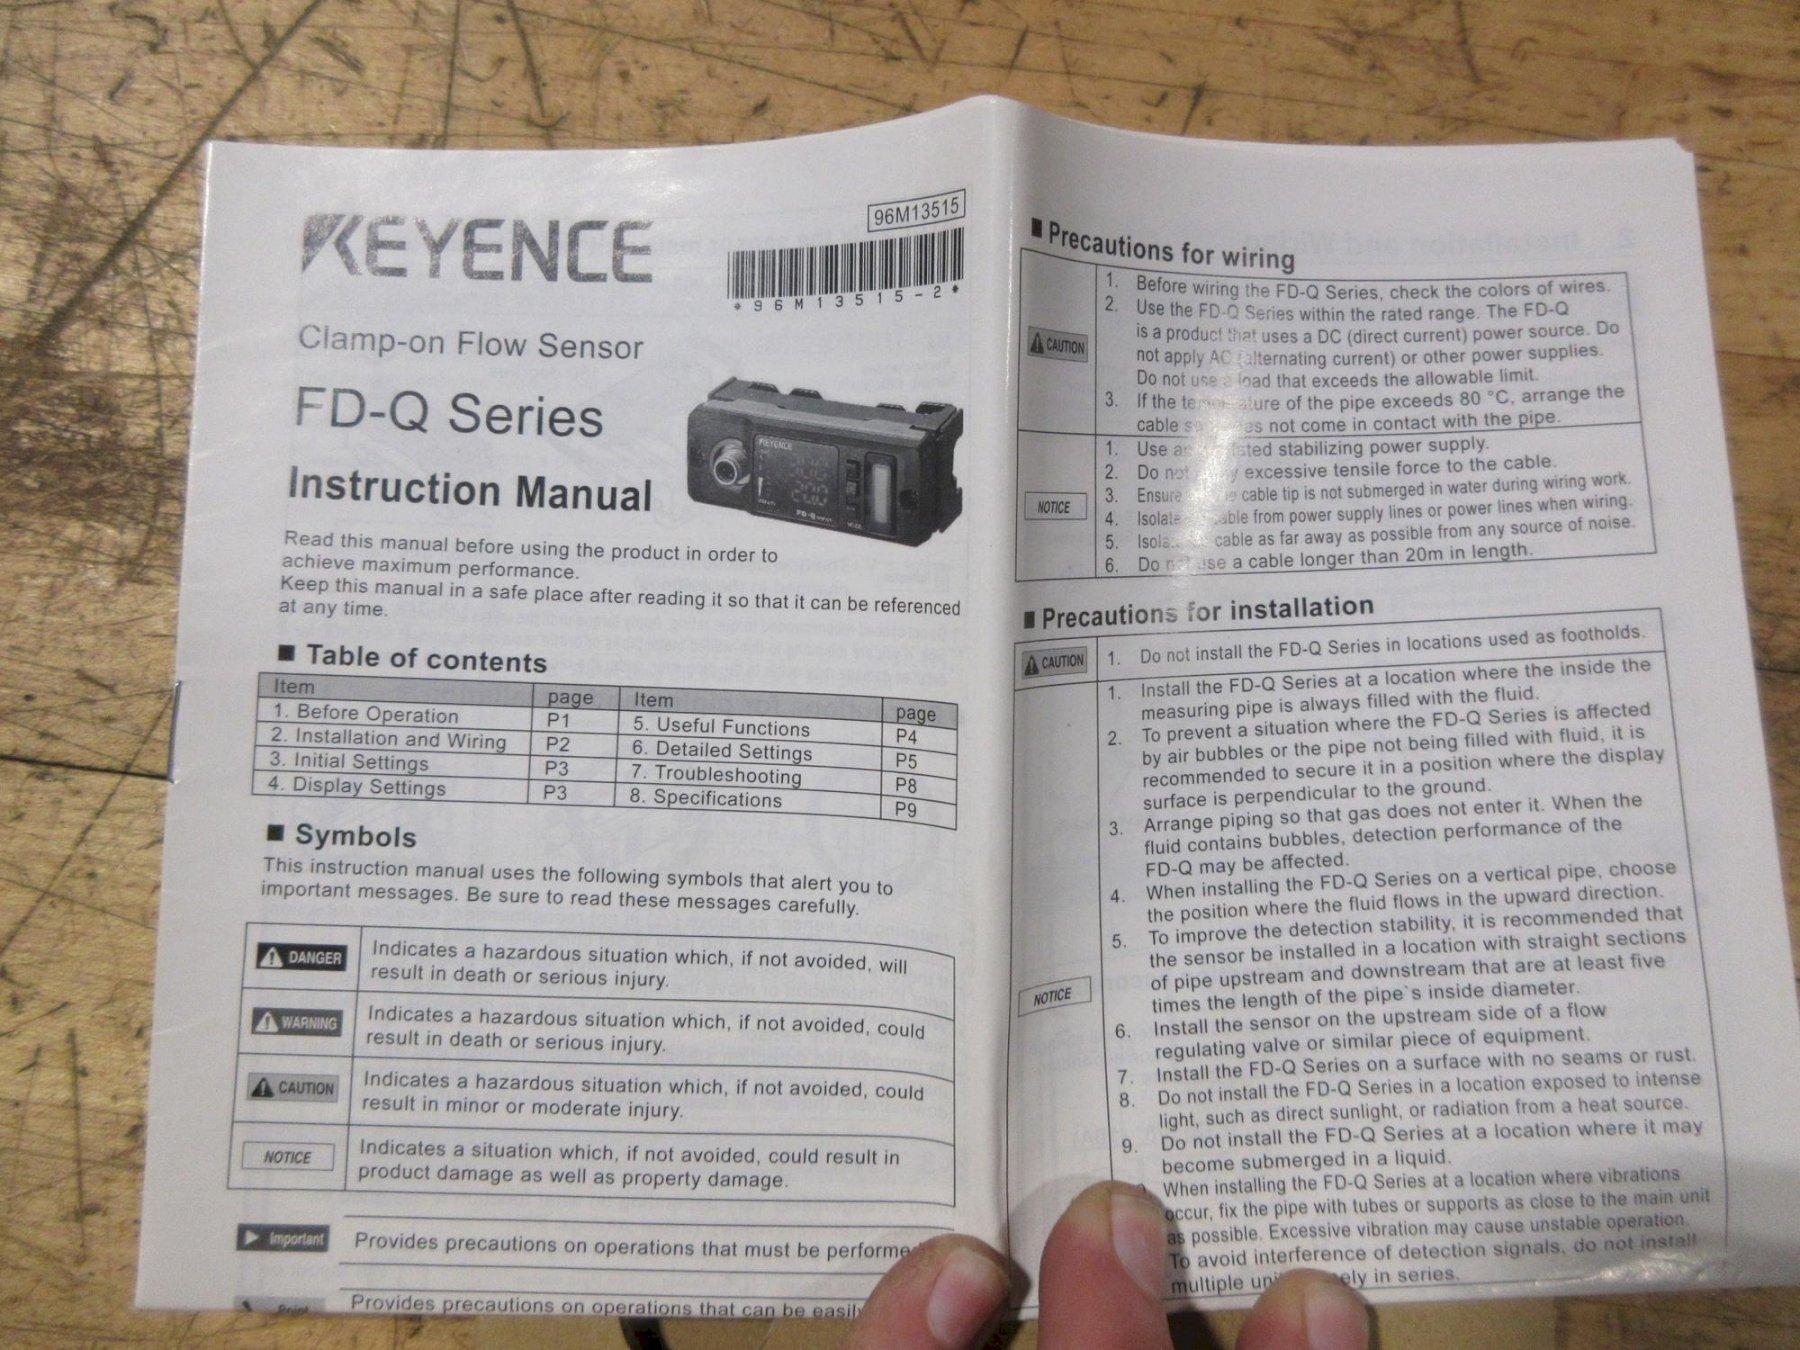 KEYENCE
96M13515
*96M13515-2*
Clamp-on Flow Sensor
FD-Q Series
Instruction Manual
KEYENCE
FD-Q
MODE
Read this manual before using the product in order to
achieve maximum performance.
Keep this manual in a safe place after reading it so that it can be referenced
at any time.
■ Table of contents
Item page Item page
1. Before Operation P1 5. Useful Functions P4
2. Installation and Wiring P2 6. Detailed Settings P5
3. Initial Settings P3 7. Troubleshooting P8
4. Display Settings P3 8. Specifications P9
■ Symbols
This instruction manual uses the following symbols that alert you to
important messages. Be sure to read these messages carefully.
DANGER
Indicates a hazardous situation which, if not avoided, will
result in death or serious injury.
WARNING
Indicates a hazardous situation which, if not avoided, could
result in death or serious injury.
CAUTION
Indicates a hazardous situation which, if not avoided, could
result in minor or moderate injury.
NOTICE
Indicates a situation which, if not avoided, could result in
product damage as well as property damage.
Important
Provides precautions on operations that must be performe
Point
Provides precautions on operations that can be easily
■ Precautions for wiring
CAUTION
1. Before wiring the FD-Q Series, check the colors of wires.
2. Use the FD-Q Series within the rated range. The FD-Q
is a product that uses a DC (direct current) power source. Do
not apply AC (alternating current) or other power supplies.
Do not use a load that exceeds the allowable limit.
3. If the temperature of the pipe exceeds 80 °C, arrange the
cable so not come in contact with the pipe.
NOTICE
1. Use stabilizing power supply.
2. Do not excessive tensile force to the cable.
3. Ensure cable tip is not submerged in water during wiring work.
4. Isolate cable from power supply lines or power lines when wiring.
5. Isolate cable as far away as possible from any source of noise.
6. Do not use a cable longer than 20m in length.
■ Precautions for installation
CAUTION
1. Do not install the FD-Q Series in locations used as footholds.
NOTICE
1. Install the FD-Q Series at a location where the inside the
measuring pipe is always filled with the fluid.
2. To prevent a situation where the FD-Q Series is affected
by air bubbles or the pipe not being filled with fluid, it is
recommended to secure it in a position where the display
surface is perpendicular to the ground.
3. Arrange piping so that gas does not enter it. When the
fluid contains bubbles, detection performance of the
FD-Q may be affected.
4. When installing the FD-Q Series on a vertical pipe, choose
the position where the fluid flows in the upward direction.
5. To improve the detection stability, it is recommended that
the sensor be installed in a location with straight sections
of pipe upstream and downstream that are at least five
times the length of the pipe`s inside diameter.
6. Install the sensor on the upstream side of a flow
regulating valve or similar piece of equipment.
7. Install the FD-Q Series on a surface with no seams or rust.
8. Do not install the FD-Q Series in a location exposed to intense
light, such as direct sunlight, or radiation from a heat source.
9. Do not install the FD-Q Series at a location where it may
become submerged in a liquid.
When installing the FD-Q Series at a location where vibrations
occur, fix the pipe with tubes or supports as close to the main unit
as possible. Excessive vibration may cause unstable operation.
To avoid interference of detection signals, do not install
multiple in series.